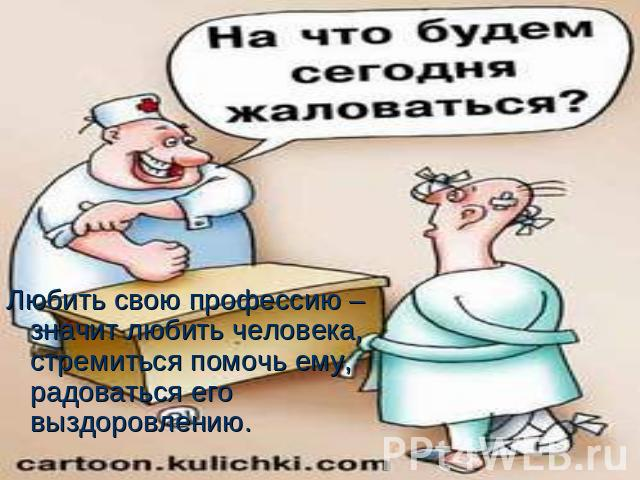 На что будем
сегодня
жаловаться?
Любить свою профессию –
значит любить человека,
стремиться помочь ему,
радоваться его
выздоровлению.
cartoon.kulichki.com
PPt4WEB.ru